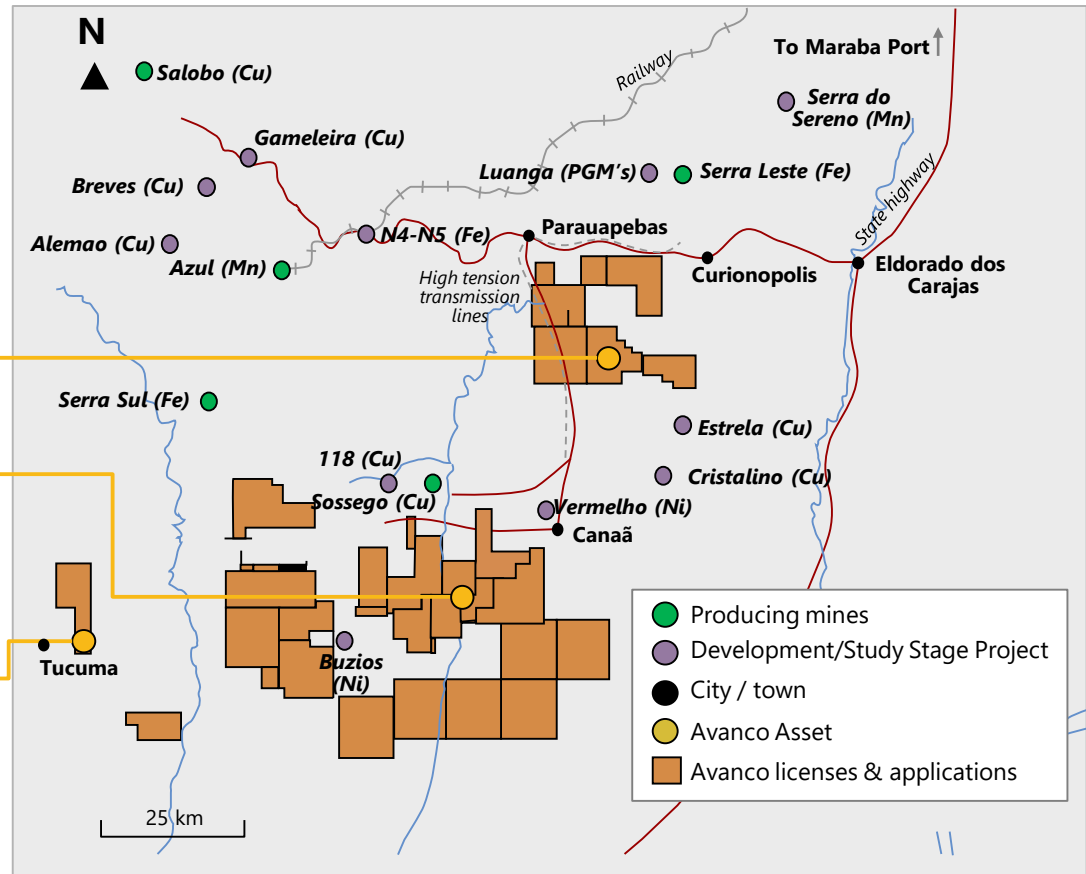 N
To Maraba Port
Salobo (Cu)
Railway
Serra do
Sereno (Mn)
Gameleira (Cu)
Luanga (PGM's)
Serra Leste (Fe)
Breves (Cu)
State highway
Parauapebas
Alemao (Cu)
N4-N5 (Fe)
Azul (Mn)
Curionopolis
Eldorado dos
Carajas
High tension
transmission
lines
Serra Sul (Fe)
Estrela (Cu)
118 (Cu)
Cristalino (Cu)
Sossego (Cu)
Vermelho (Ni)
Canaã
Buzios
(Ni)
Tucuma
Producing mines
Development/Study Stage Project
City / town
Avanco Asset
Avanco licenses & applications
25 km